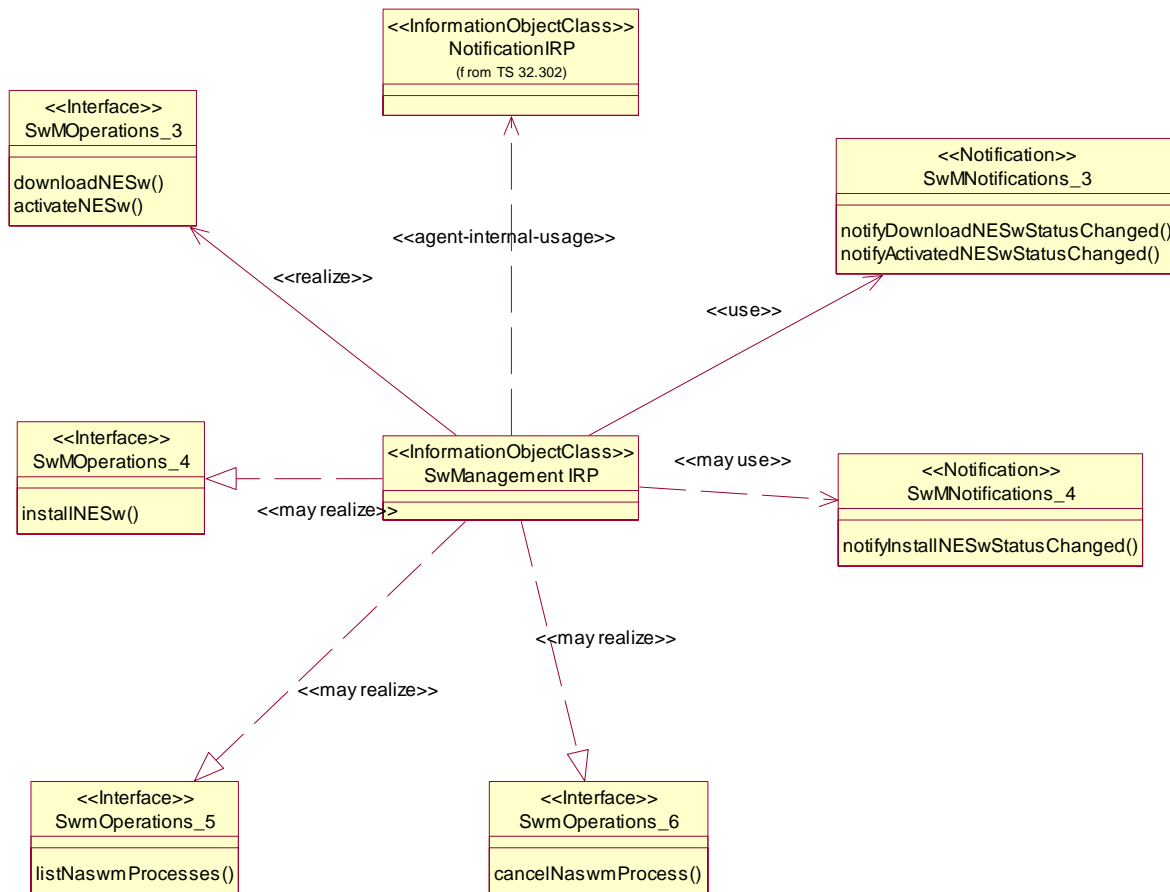 <<InformationObjectClass>>
NotificationIRP
(from TS 32.302)
<<Interface>>
SwMOperations_3
downloadNESw()
activateNESw()
<<Notification>>
SwMNotifications_3
notifyDownloadNESwStatusChanged()
notifyActivatedNESwStatusChanged()
<<agent-internal-usage>>
<<realize>>
<<use>>
<<Interface>>
SwMOperations_4
installNESw()
<<may realize>>
<<InformationObjectClass>>
SwManagement IRP
<<may use>>
<<Notification>>
SwMNotifications_4
notifyInstallNESwStatusChanged()
<<may realize>>
<<may realize>>
<<Interface>>
SwmOperations_5
listNaswmProcesses()
<<Interface>>
SwmOperations_6
cancelNaswmProcess()